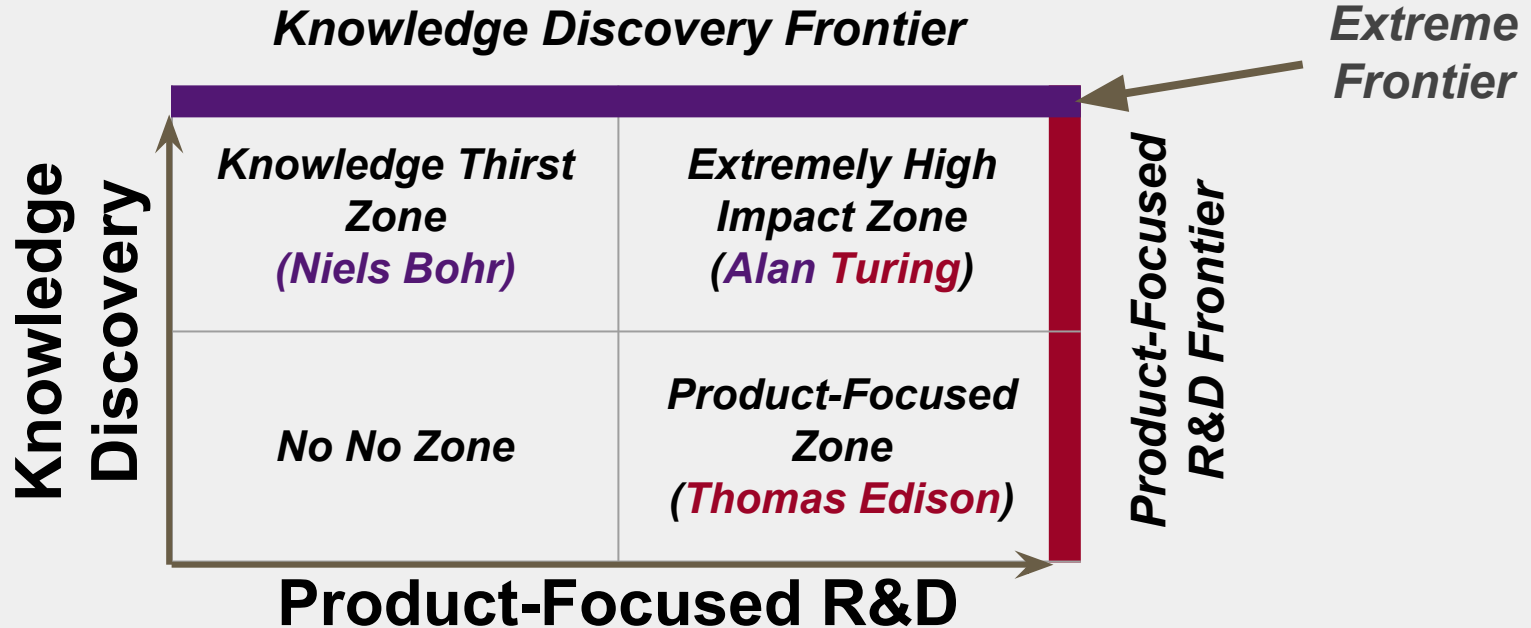 Knowledge Discovery Frontier
Extreme
Frontier
Knowledge
Discovery
Knowledge Thirst
Zone
(Niels Bohr)
Extremely High
Impact Zone
(Alan Turing)
No No Zone
Product-Focused
Zone
(Thomas Edison)
Product-Focused
R&D Frontier
Product-Focused R&D